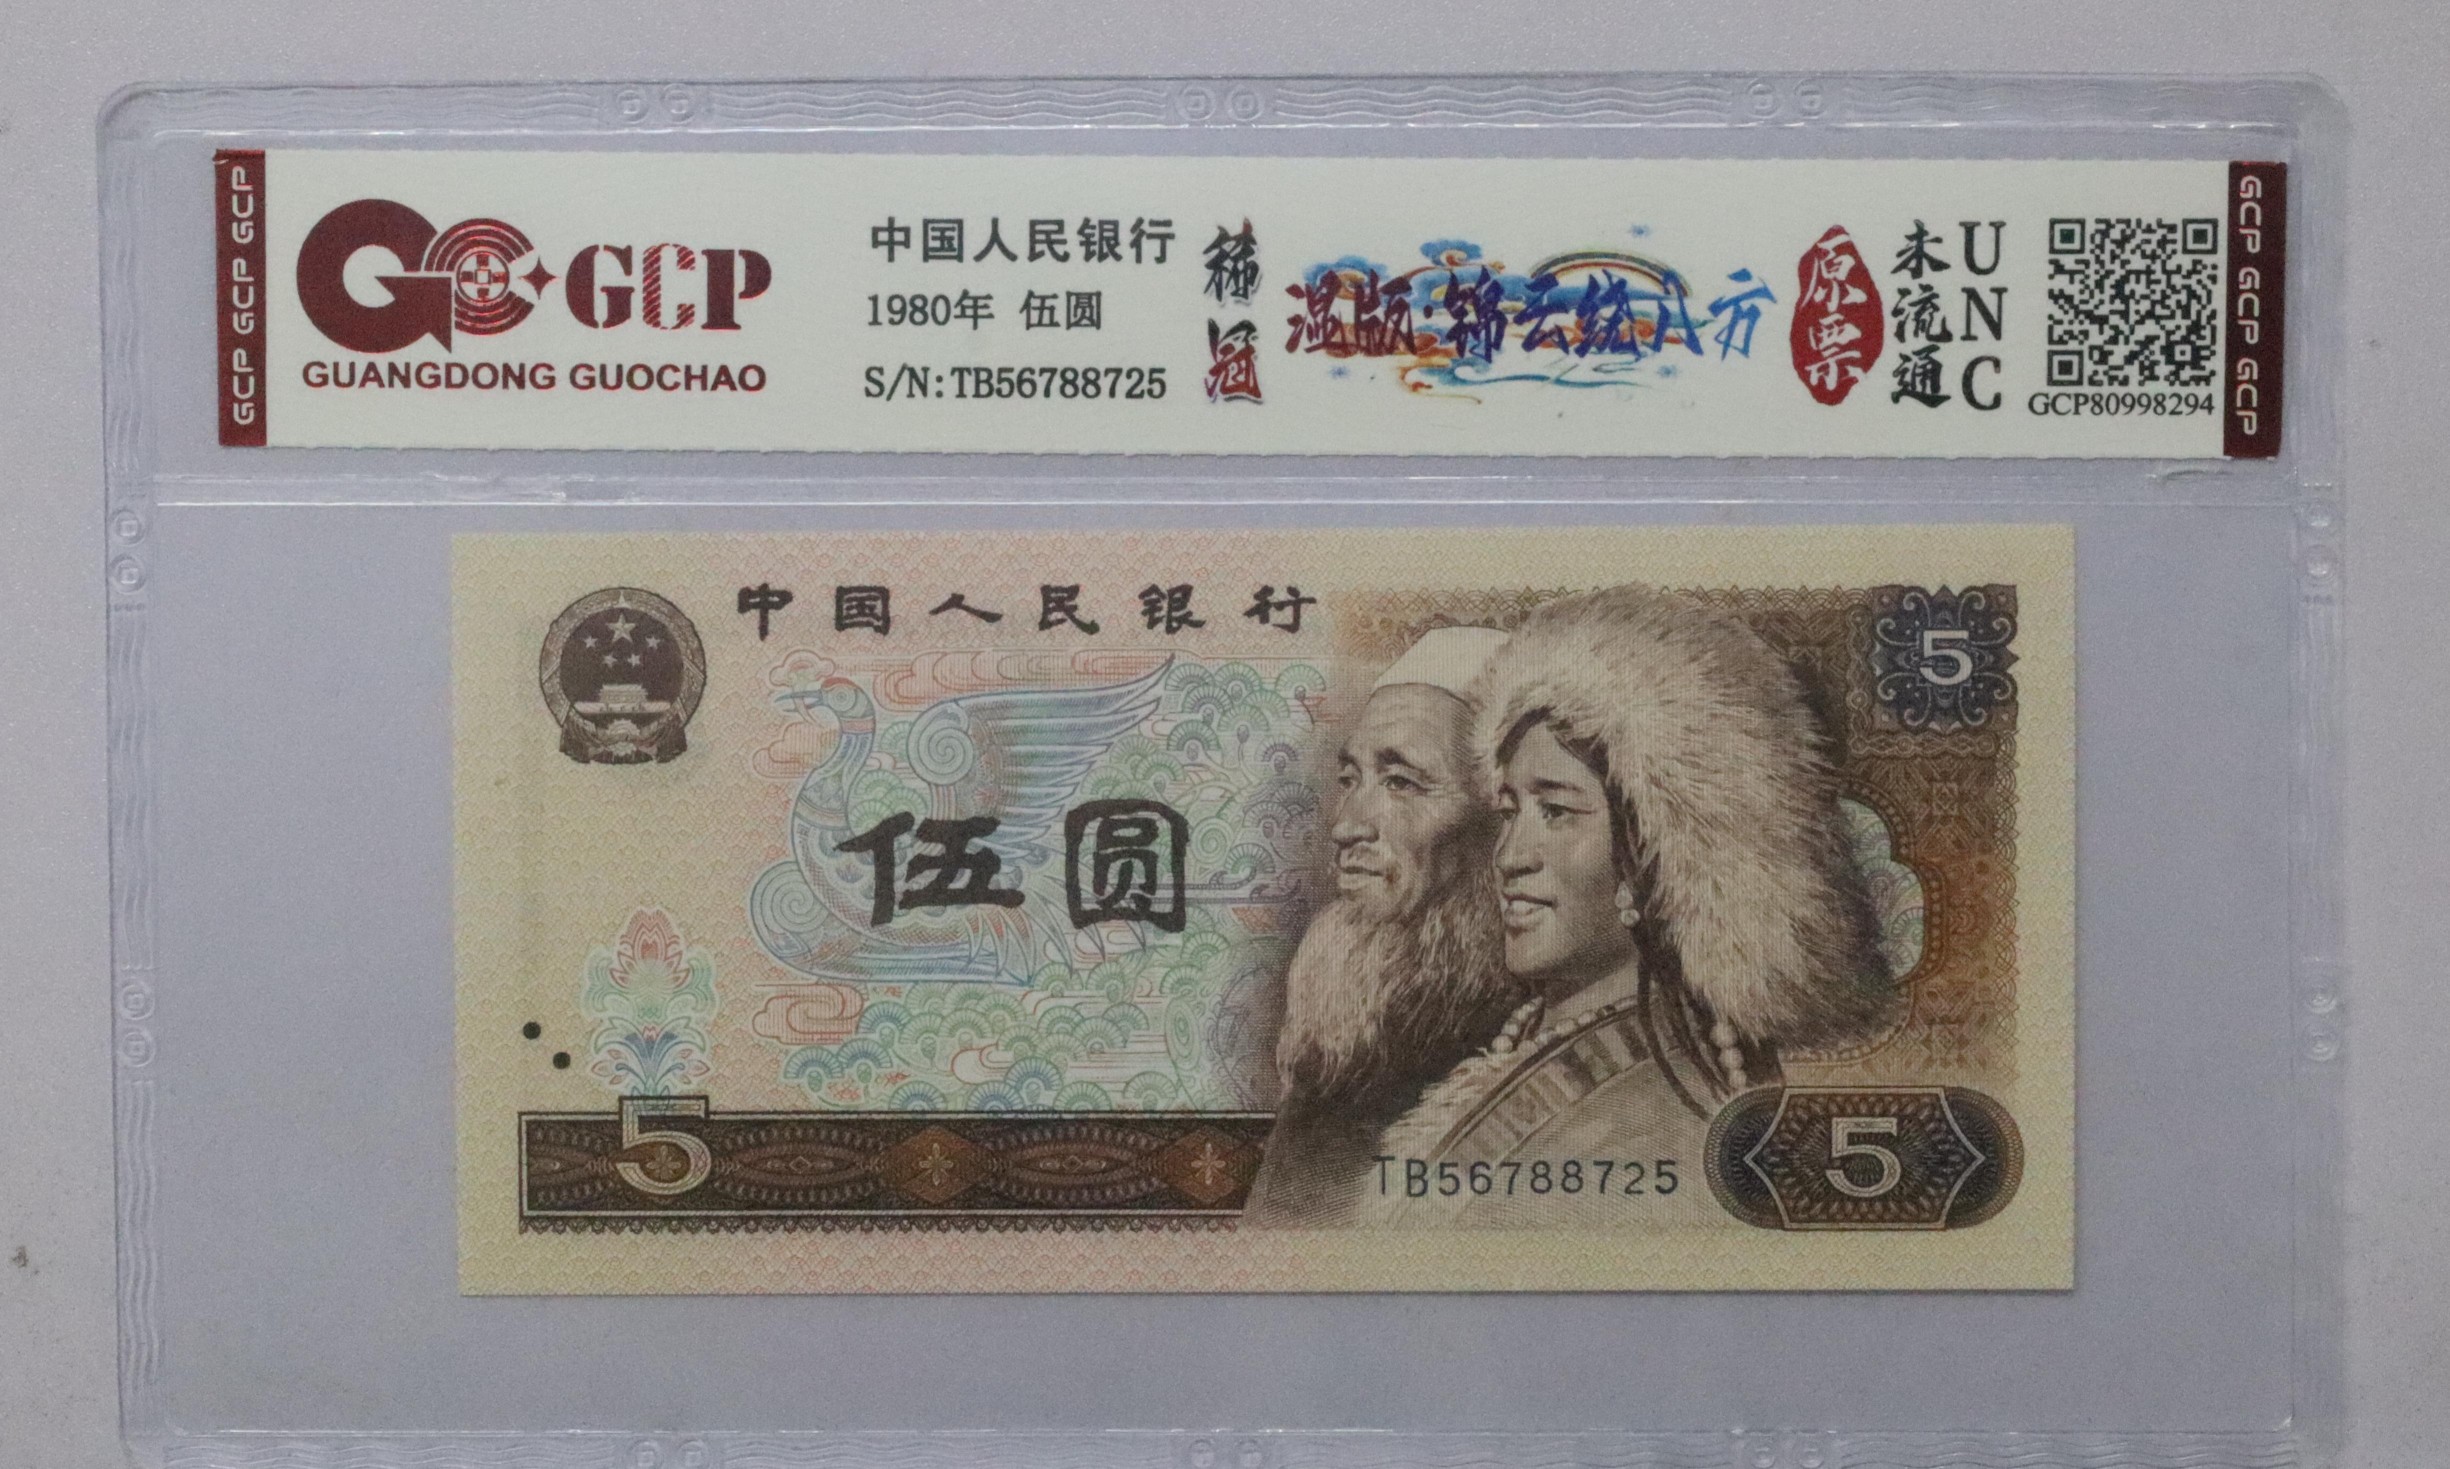 GCP GCP GCP
GCP
GUANGDONG GUOCHAO
中国人民银行
1980年 伍圆
S/N:TB56788725
稀冠
温版·锦云绕八方
原票
未流通
UNC
GCP80998294
GCP GCP GCP
中国人民银行
5
伍圆
5
TB56788725
5